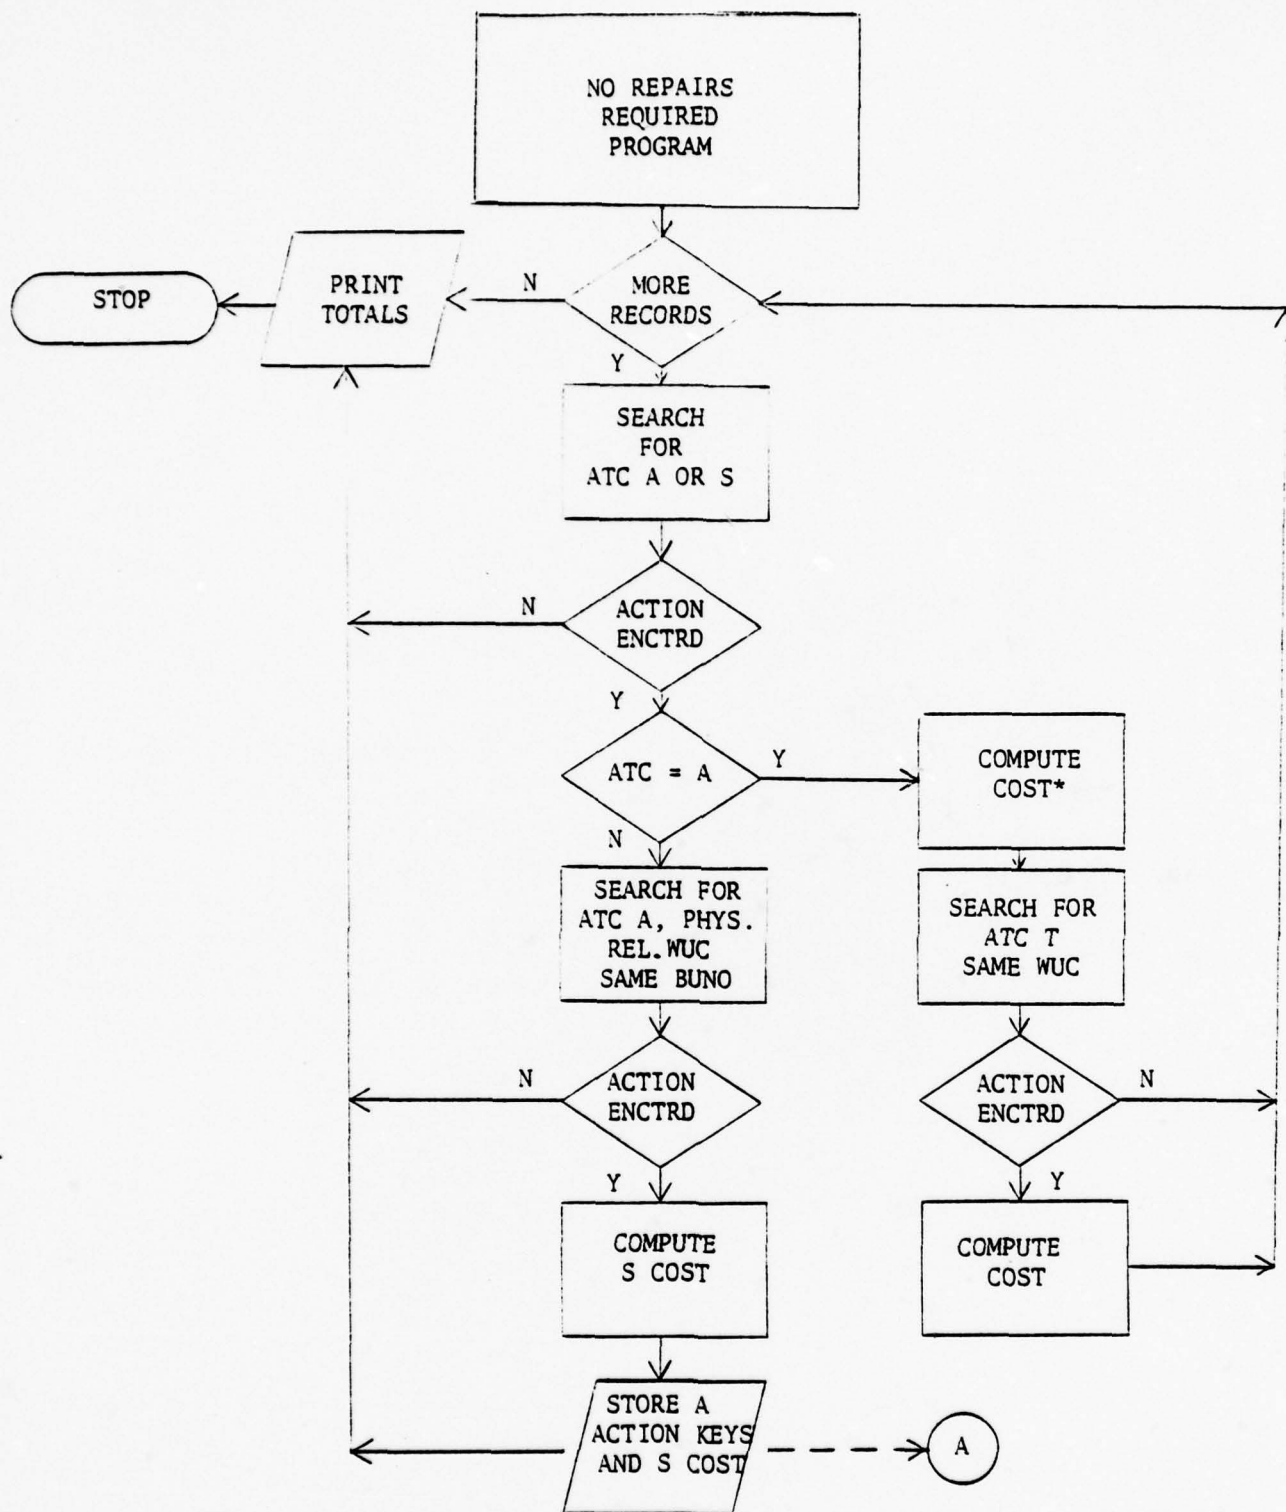 NO REPAIRS
REQUIRED
PROGRAM
STOP
PRINT
TOTALS
N
MORE
RECORDS
Y
SEARCH
FOR
ATC A OR S
N
ACTION
ENCTRD
Y
ATC = A
Y
COMPUTE
COST*
N
SEARCH FOR
ATC A, PHYS.
REL.WUC
SAME BUNO
SEARCH FOR
ATC T
SAME WUC
N
ACTION
ENCTRD
ACTION
ENCTRD
N
Y
Y
COMPUTE
S COST
COMPUTE
COST
STORE A
ACTION KEYS
AND S COST
A